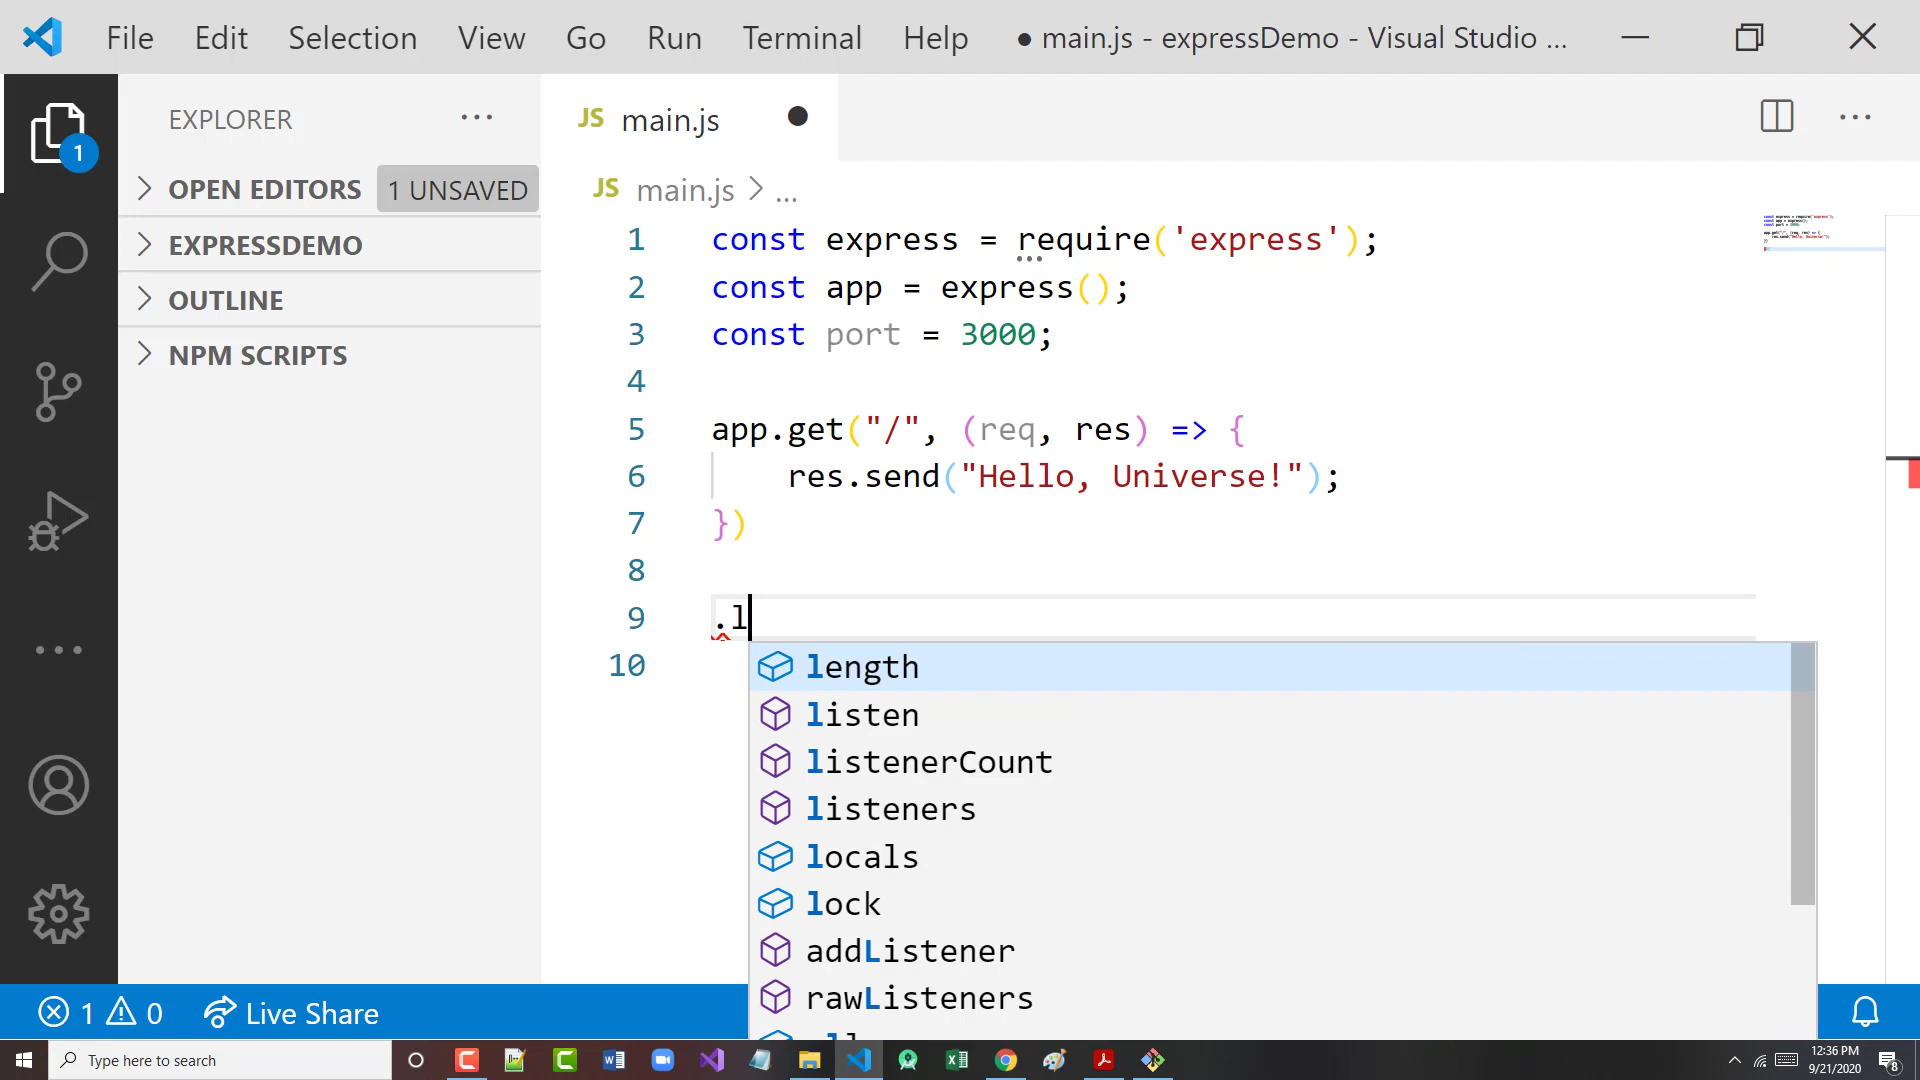 File Edit Selection View Go Run Terminal Help ● main.js - expressDemo - Visual Studio ...
EXPLORER ...
OPEN EDITORS 1 UNSAVED
EXPRESSDEMO
OUTLINE
NPM SCRIPTS
1
JS main.js
JS main.js > ...
1 const express = require('express');
2 const app = express();
3 const port = 3000;
4
5 app.get("/", (req, res) => {
6     res.send("Hello, Universe!");
7 })
8
9 .l
10
length
listen
listenerCount
listeners
locals
lock
addListener
rawListeners
1 0 Live Share
Type here to search
12:36 PM
9/21/2020
8